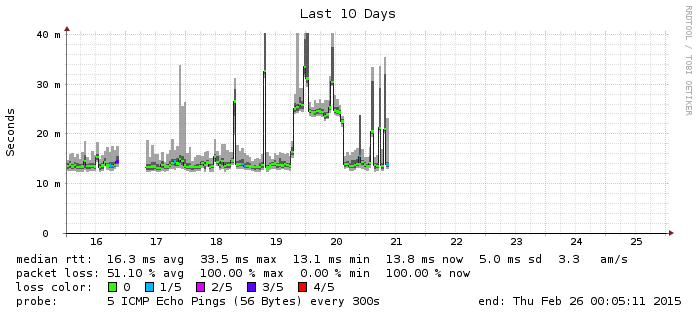 Last 10 Days
RRDTOOL / TOBI OETIKER
Seconds
40 m
30 m
20 m
10 m
0
16 17 18 19 20 21 22 23 24 25
median rtt: 16.3 ms avg 33.5 ms max 13.1 ms min 13.8 ms now 5.0 ms sd 3.3 am/s
packet loss: 51.10 % avg 100.00 % max 0.00 % min 100.00 % now
loss color: 0 1/5 2/5 3/5 4/5
probe: 5 ICMP Echo Pings (56 Bytes) every 300s end: Thu Feb 26 00:05:11 2015